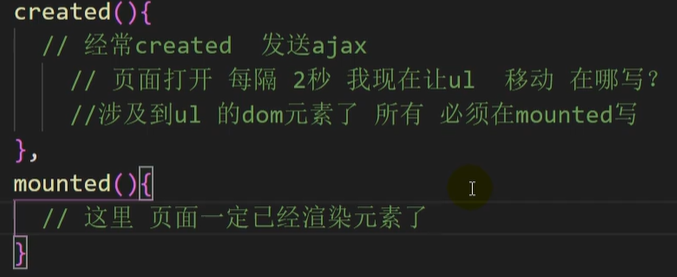 created(){
// 经常created 发送ajax
// 页面打开 每隔 2秒 我现在让ul 移动 在哪写?
//涉及到ul 的dom元素了 所有 必须在mounted写
},
mounted(){
// 这里 页面一定已经渲染元素了
}